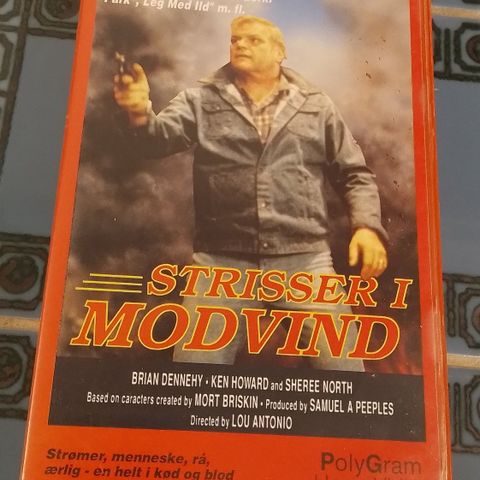 Park", „Leg Med Ild" m. fl.
STRISSER I
MODVIND
BRIAN DENNEHY · KEN HOWARD and SHEREE NORTH
Based on caracters created by MORT BRISKIN · Produced by SAMUEL A PEEPLES
Directed by LOU ANTONIO
Strømer, menneske, rå,
ærlig - en helt i kød og blod
PolyGram